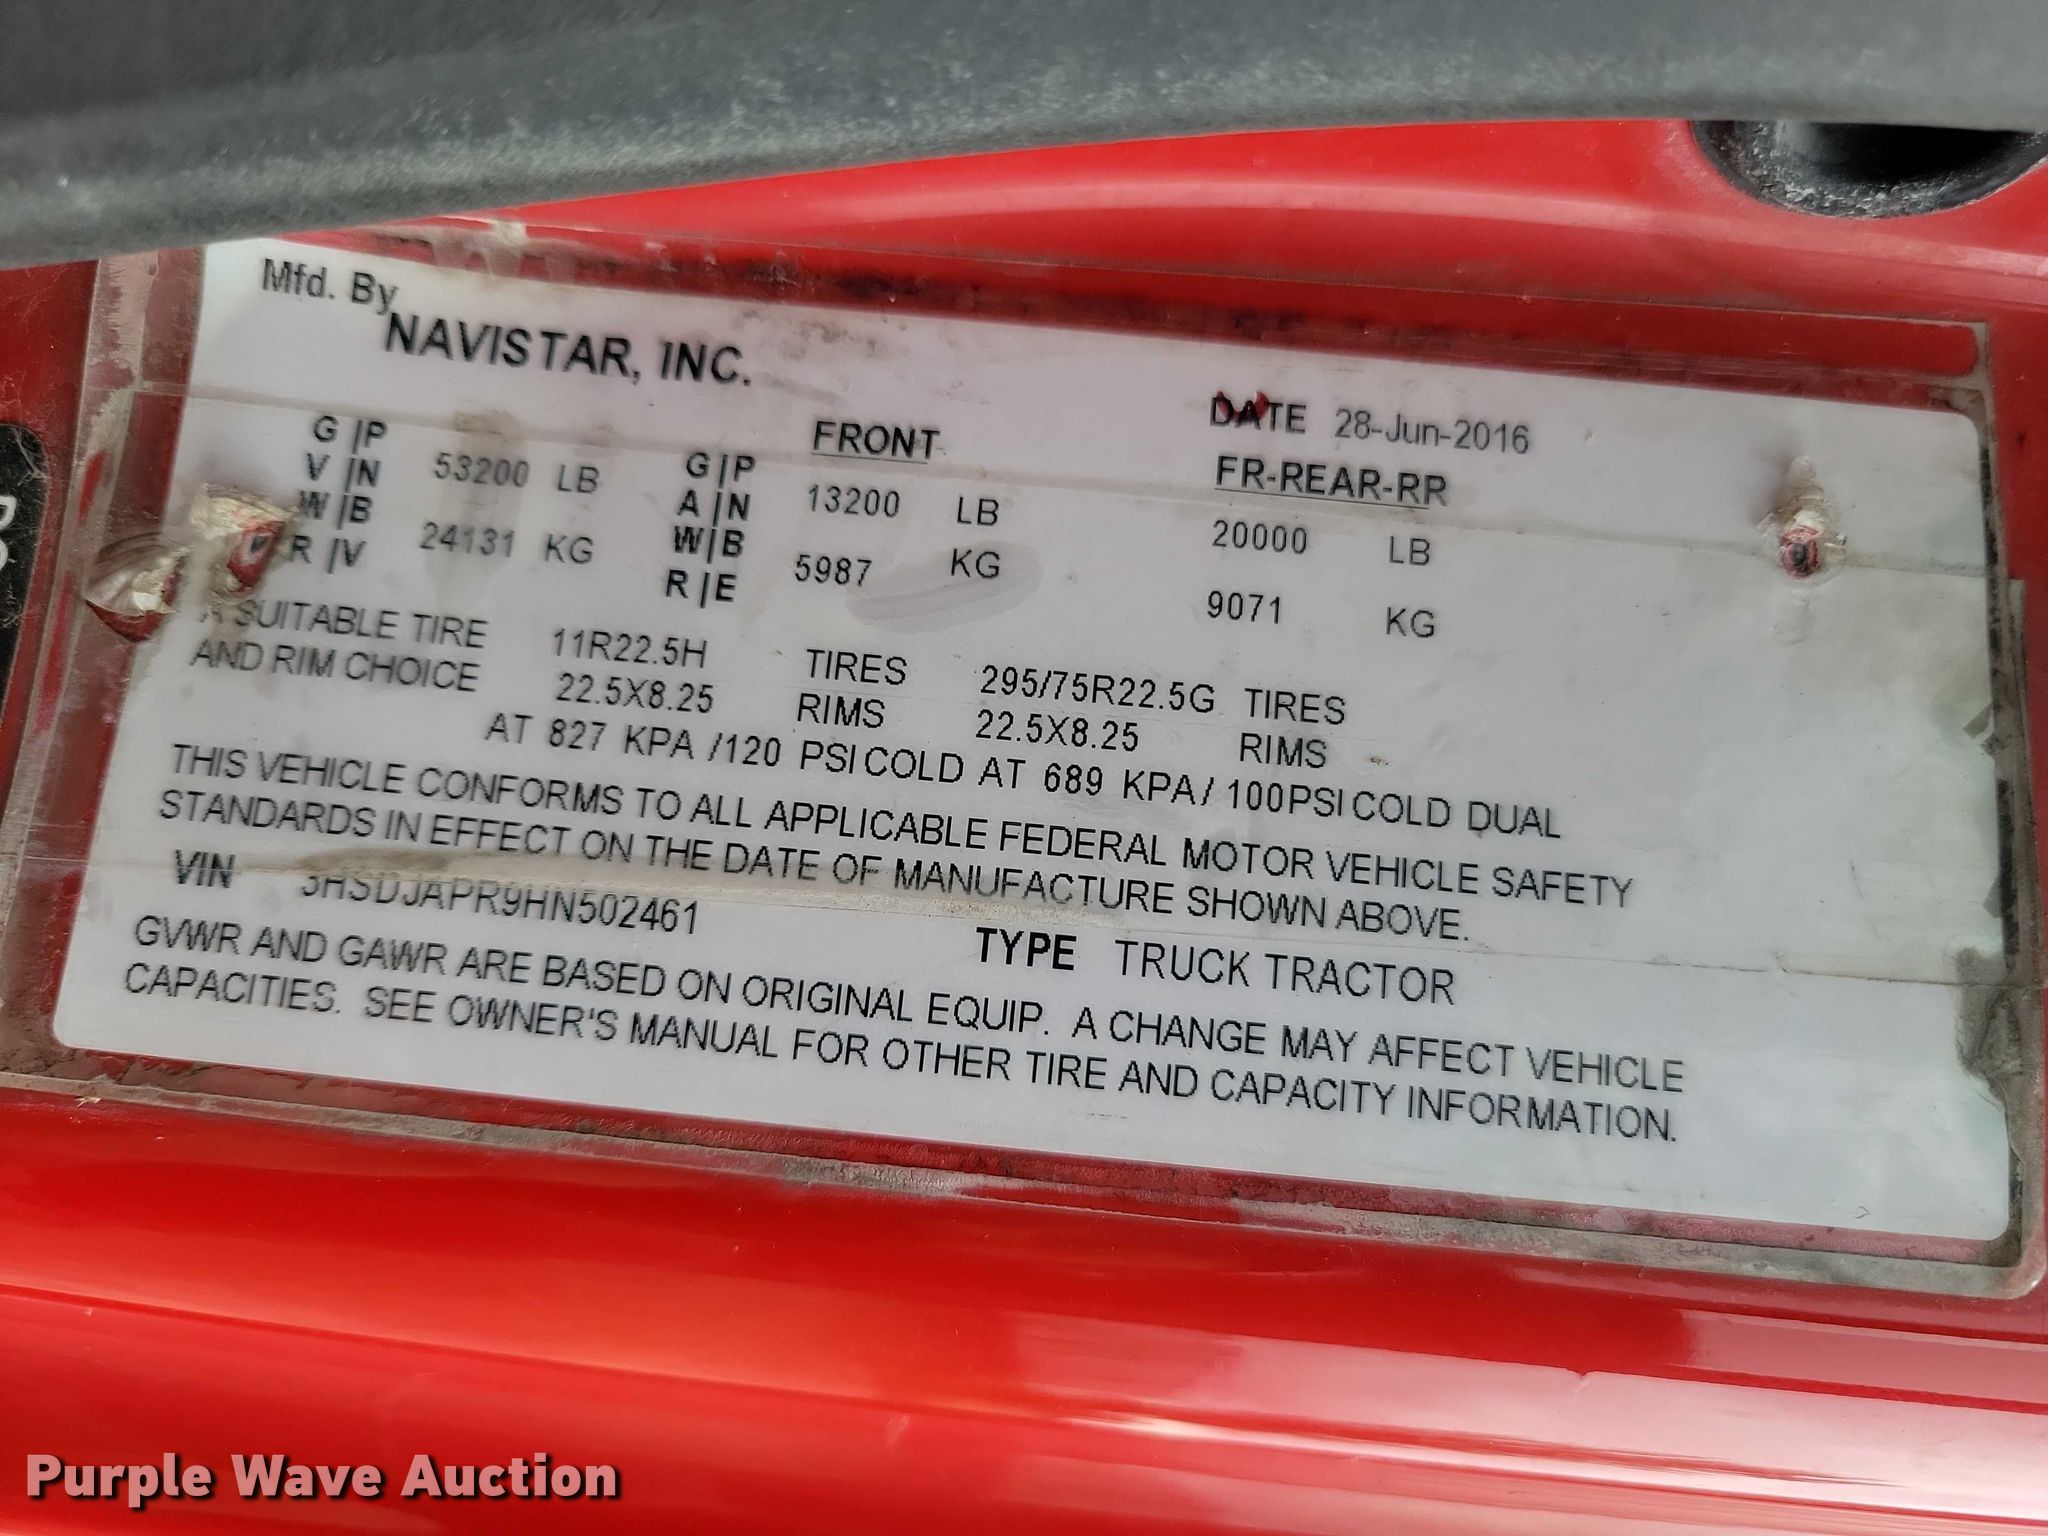 Mfd. By
NAVISTAR, INC.
DATE 28-Jun-2016
FRONT
FR-REAR-RR
G|P
V|N
W|B
R|V
53200 LB
24131 KG
G|P
A|N
W|B
R|E
13200 LB
5987 KG
20000 LB
9071 KG
A SUITABLE TIRE 11R22.5H TIRES 295/75R22.5G TIRES
AND RIM CHOICE 22.5X8.25 RIMS 22.5X8.25 RIMS
AT 827 KPA /120 PSI COLD AT 689 KPA/ 100PSI COLD DUAL
THIS VEHICLE CONFORMS TO ALL APPLICABLE FEDERAL MOTOR VEHICLE SAFETY
STANDARDS IN EFFECT ON THE DATE OF MANUFACTURE SHOWN ABOVE.
VIN 3HSDJAPR9HN502461
TYPE TRUCK TRACTOR
GVWR AND GAWR ARE BASED ON ORIGINAL EQUIP. A CHANGE MAY AFFECT VEHICLE
CAPACITIES. SEE OWNER'S MANUAL FOR OTHER TIRE AND CAPACITY INFORMATION.
Purple Wave Auction